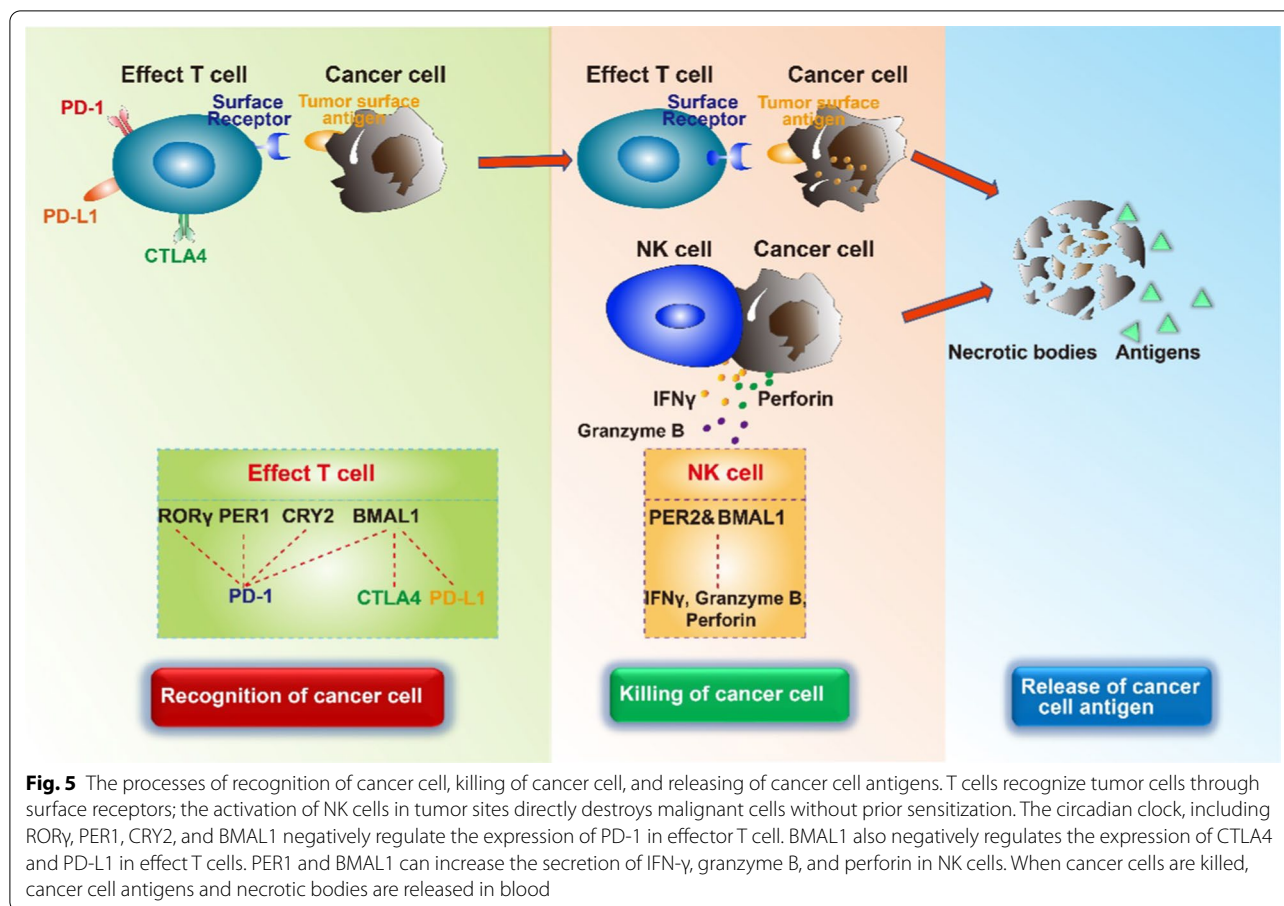 Effect T cell
Cancer cell
PD-1
Surface
Receptor
Tumor surface
antigen
PD-L1
CTLA4
Effect T cell
Cancer cell
Surface
Receptor
Tumor surface
antigen
NK cell
Cancer cell
IFNγ
Perforin
Granzyme B
Necrotic bodies
Antigens
Effect T cell
RORγ PER1 CRY2 BMAL1
PD-1 CTLA4 PD-L1
NK cell
PER2& BMAL1
IFNγ, Granzyme B,
Perforin
Recognition of cancer cell
Killing of cancer cell
Release of cancer
cell antigen
Fig. 5 The processes of recognition of cancer cell, killing of cancer cell, and releasing of cancer cell antigens. T cells recognize tumor cells through
surface receptors; the activation of NK cells in tumor sites directly destroys malignant cells without prior sensitization. The circadian clock, including
RORγ, PER1, CRY2, and BMAL1 negatively regulate the expression of PD-1 in effector T cell. BMAL1 also negatively regulates the expression of CTLA4
and PD-L1 in effect T cells. PER1 and BMAL1 can increase the secretion of IFN-γ, granzyme B, and perforin in NK cells. When cancer cells are killed,
cancer cell antigens and necrotic bodies are released in blood